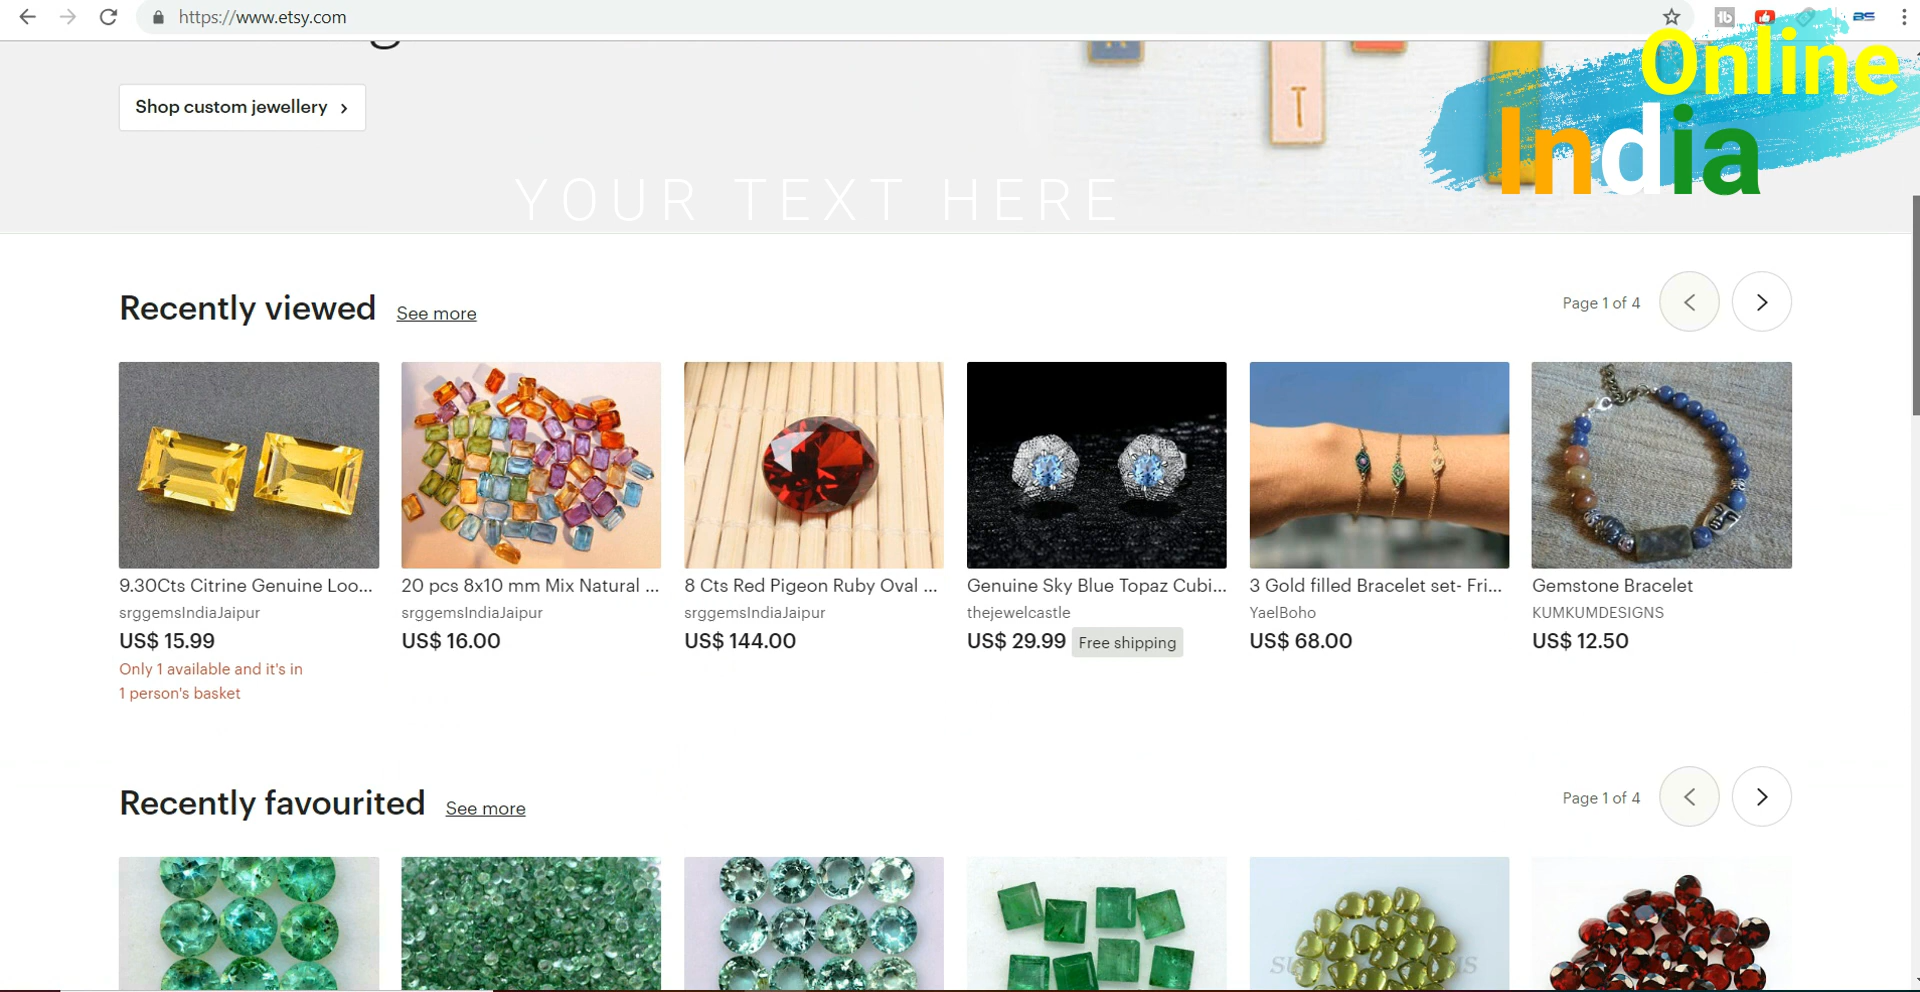 https://www.etsy.com
Online
India
Shop custom jewellery
T
YOUR TEXT HERE
Recently viewed
See more
Page 1 of 4
9.30Cts Citrine Genuine Loo...
srggemsIndiaJaipur
US$ 15.99
Only 1 available and it's in
1 person's basket
20 pcs 8x10 mm Mix Natural ...
srggemsIndiaJaipur
US$ 16.00
8 Cts Red Pigeon Ruby Oval ...
srggemsIndiaJaipur
US$ 144.00
Genuine Sky Blue Topaz Cubi...
thejewelcastle
US$ 29.99 Free shipping
3 Gold filled Bracelet set- Fri...
YaelBoho
US$ 68.00
Gemstone Bracelet
KUMKUMDESIGNS
US$ 12.50
Recently favourited
See more
Page 1 of 4